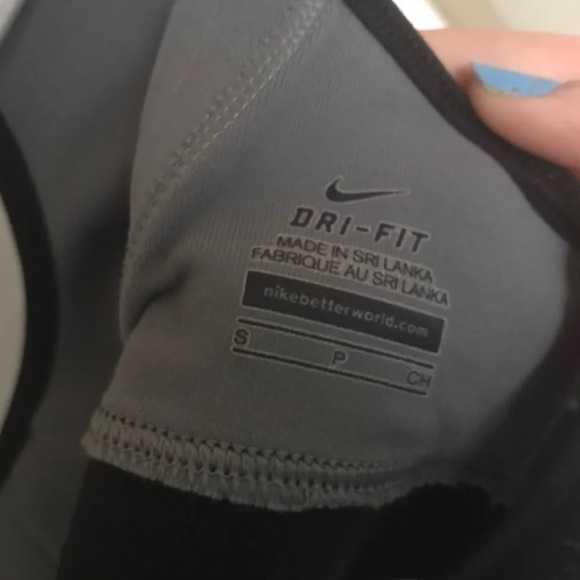 DRI-FIT
MADE IN SRI LANKA
FABRIQUE AU SRI LANKA
nikebetterworld.com
S P CH